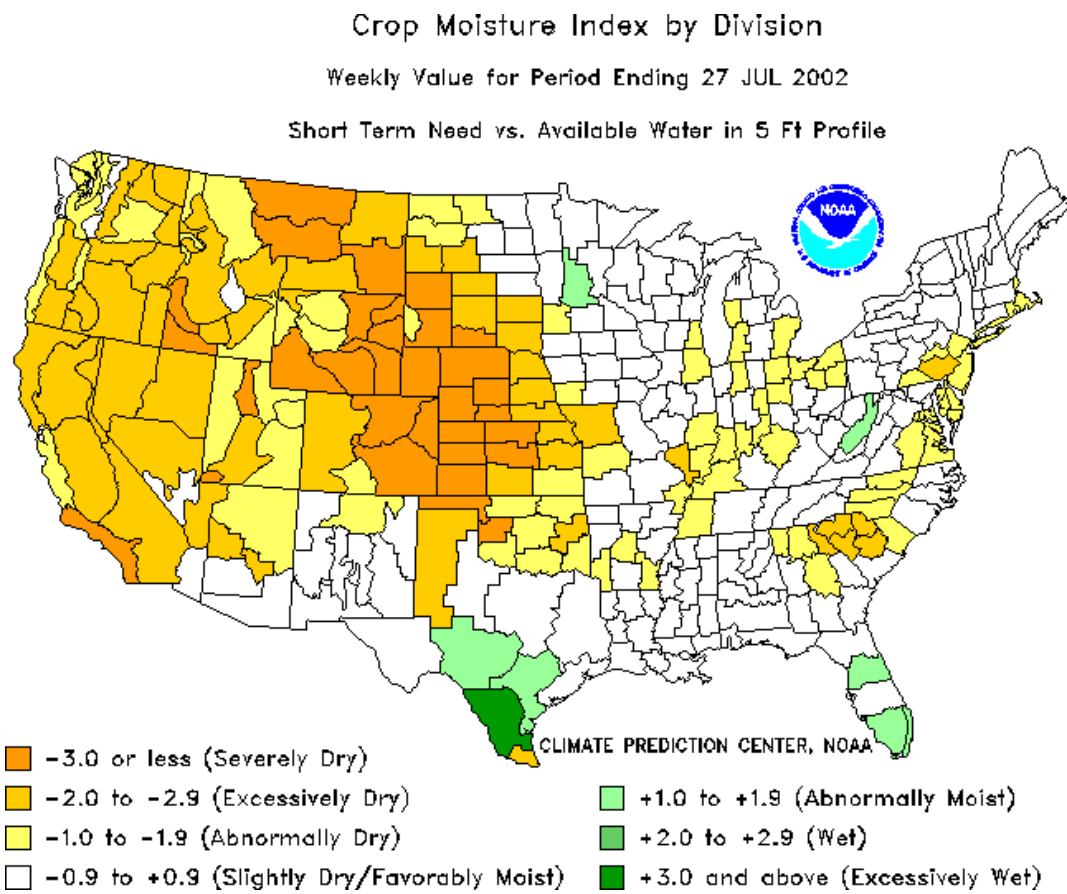 Crop Moisture Index by Division
Weekly Value for Period Ending 27 JUL 2002
Short Term Need vs. Available Water in 5 Ft Profile
NOAA
CLIMATE PREDICTION CENTER, NOAA
-3.0 or less (Severely Dry)
-2.0 to -2.9 (Excessively Dry)
-1.0 to -1.9 (Abnormally Dry)
-0.9 to +0.9 (Slightly Dry/Favorably Moist)
+1.0 to +1.9 (Abnormally Moist)
+2.0 to +2.9 (Wet)
+3.0 and above (Excessively Wet)